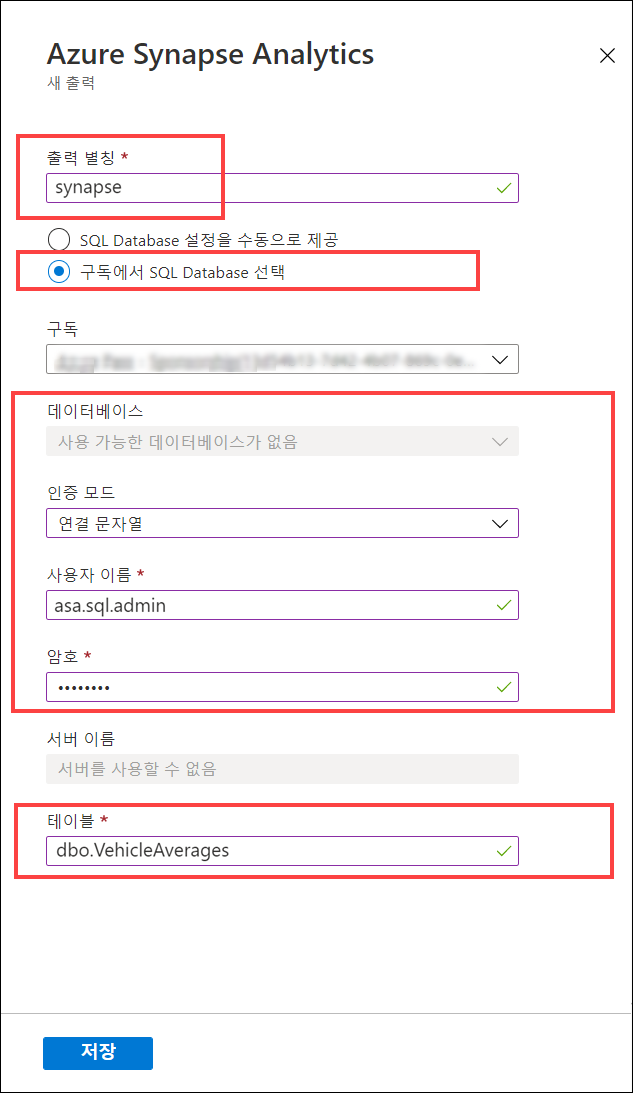 Azure Synapse Analytics
새 출력
출력 별칭 *
synapse
SQL Database 설정을 수동으로 제공
구독에서 SQL Database 선택
구독
데이터베이스
사용 가능한 데이터베이스가 없음
인증 모드
연결 문자열
사용자 이름 *
asa.sql.admin
암호 *
••••••••
서버 이름
서버를 사용할 수 없음
테이블 *
dbo.VehicleAverages
저장